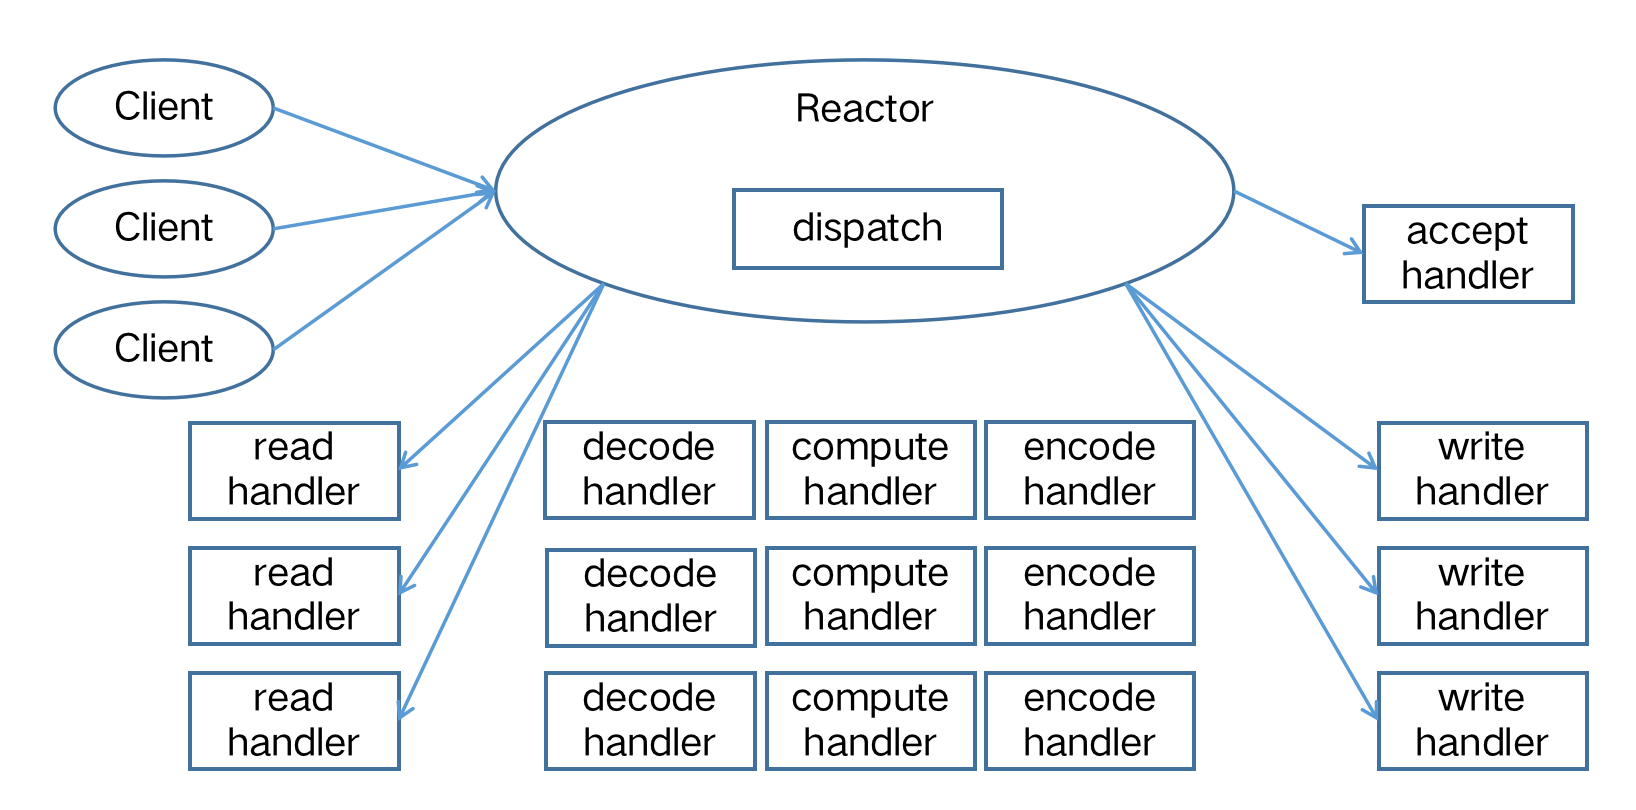 Client
Client
Client
Reactor
dispatch
accept
handler
read
handler
decode
handler
compute
handler
encode
handler
write
handler
read
handler
decode
handler
compute
handler
encode
handler
write
handler
read
handler
decode
handler
compute
handler
encode
handler
write
handler